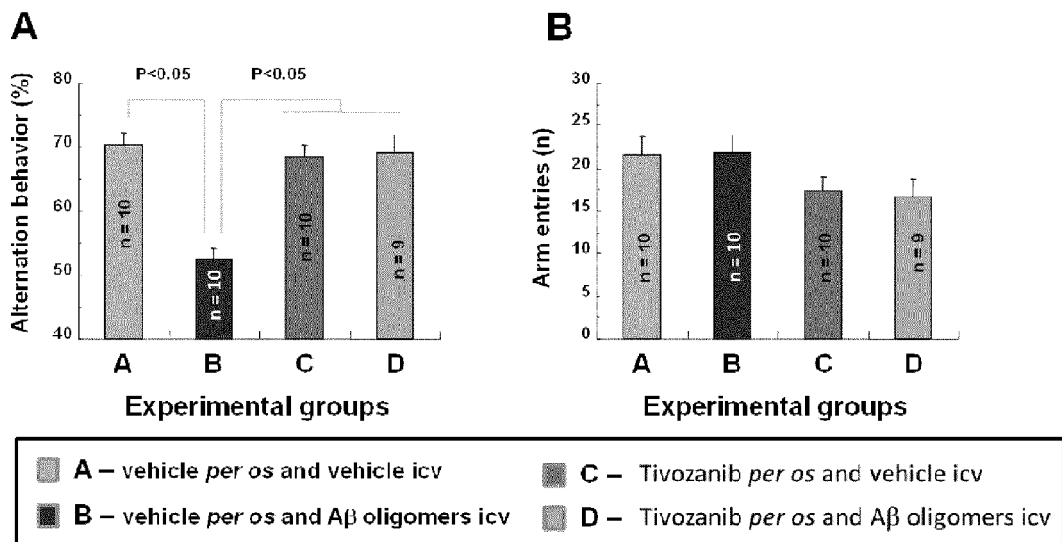 A
B
P<0.05
P<0.05
Alternation behavior (%)
80
70
60
50
40
n = 10
n = 10
n = 10
n = 9
A
B
C
D
Experimental groups
Arm entries (n)
30
25
20
15
10
5
0
n = 10
n = 10
n = 10
n = 9
A
B
C
D
Experimental groups
A – vehicle per os and vehicle icv
B – vehicle per os and Aβ oligomers icv
C – Tivozanib per os and vehicle icv
D – Tivozanib per os and Aβ oligomers icv